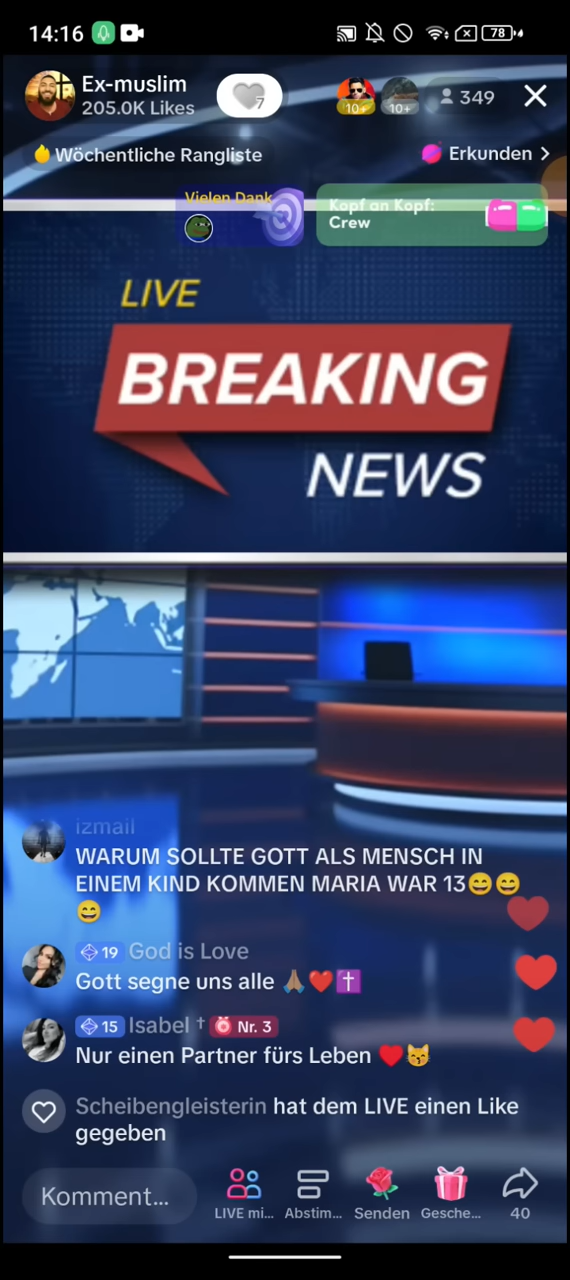 14:16
78
Ex-muslim
205.0K Likes
7
10+
10+
349
Wöchentliche Rangliste
Erkunden
Vielen Dank
Kopf an Kopf:
Crew
LIVE
BREAKING
NEWS
izmail
WARUM SOLLTE GOTT ALS MENSCH IN
EINEM KIND KOMMEN MARIA WAR 13😄😄
😄
19 God is Love
Gott segne uns alle 🙏🏽❤️✝️
15 Isabel † Nr. 3
Nur einen Partner fürs Leben ♥️😽
Scheibengleisterin hat dem LIVE einen Like
gegeben
Komment...
LIVE mi...
Abstim...
Senden
Gesche...
40